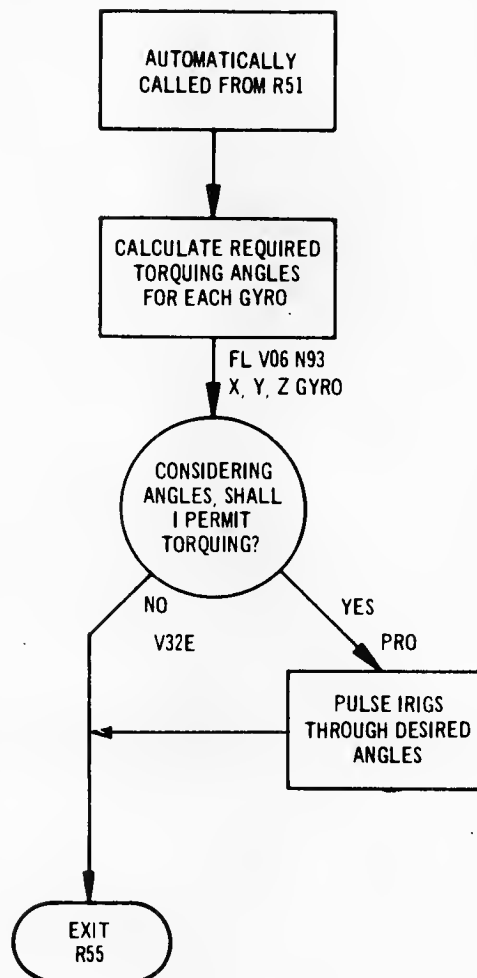 AUTOMATICALLY
CALLED FROM R51
CALCULATE REQUIRED
TORQUING ANGLES
FOR EACH GYRO
FL V06 N93
X, Y, Z GYRO
CONSIDERING
ANGLES, SHALL
I PERMIT
TORQUING?
NO
V32E
YES
PRO
PULSE IRIGS
THROUGH DESIRED
ANGLES
EXIT
R55